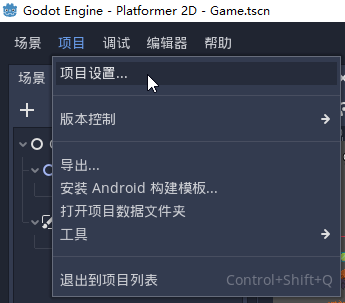 Godot Engine - Platformer 2D - Game.tscn
场景 项目 调试 编辑器 帮助
场景
项目设置...
版本控制
导出...
安装 Android 构建模板...
打开项目数据文件夹
工具
退出到项目列表 Control+Shift+Q